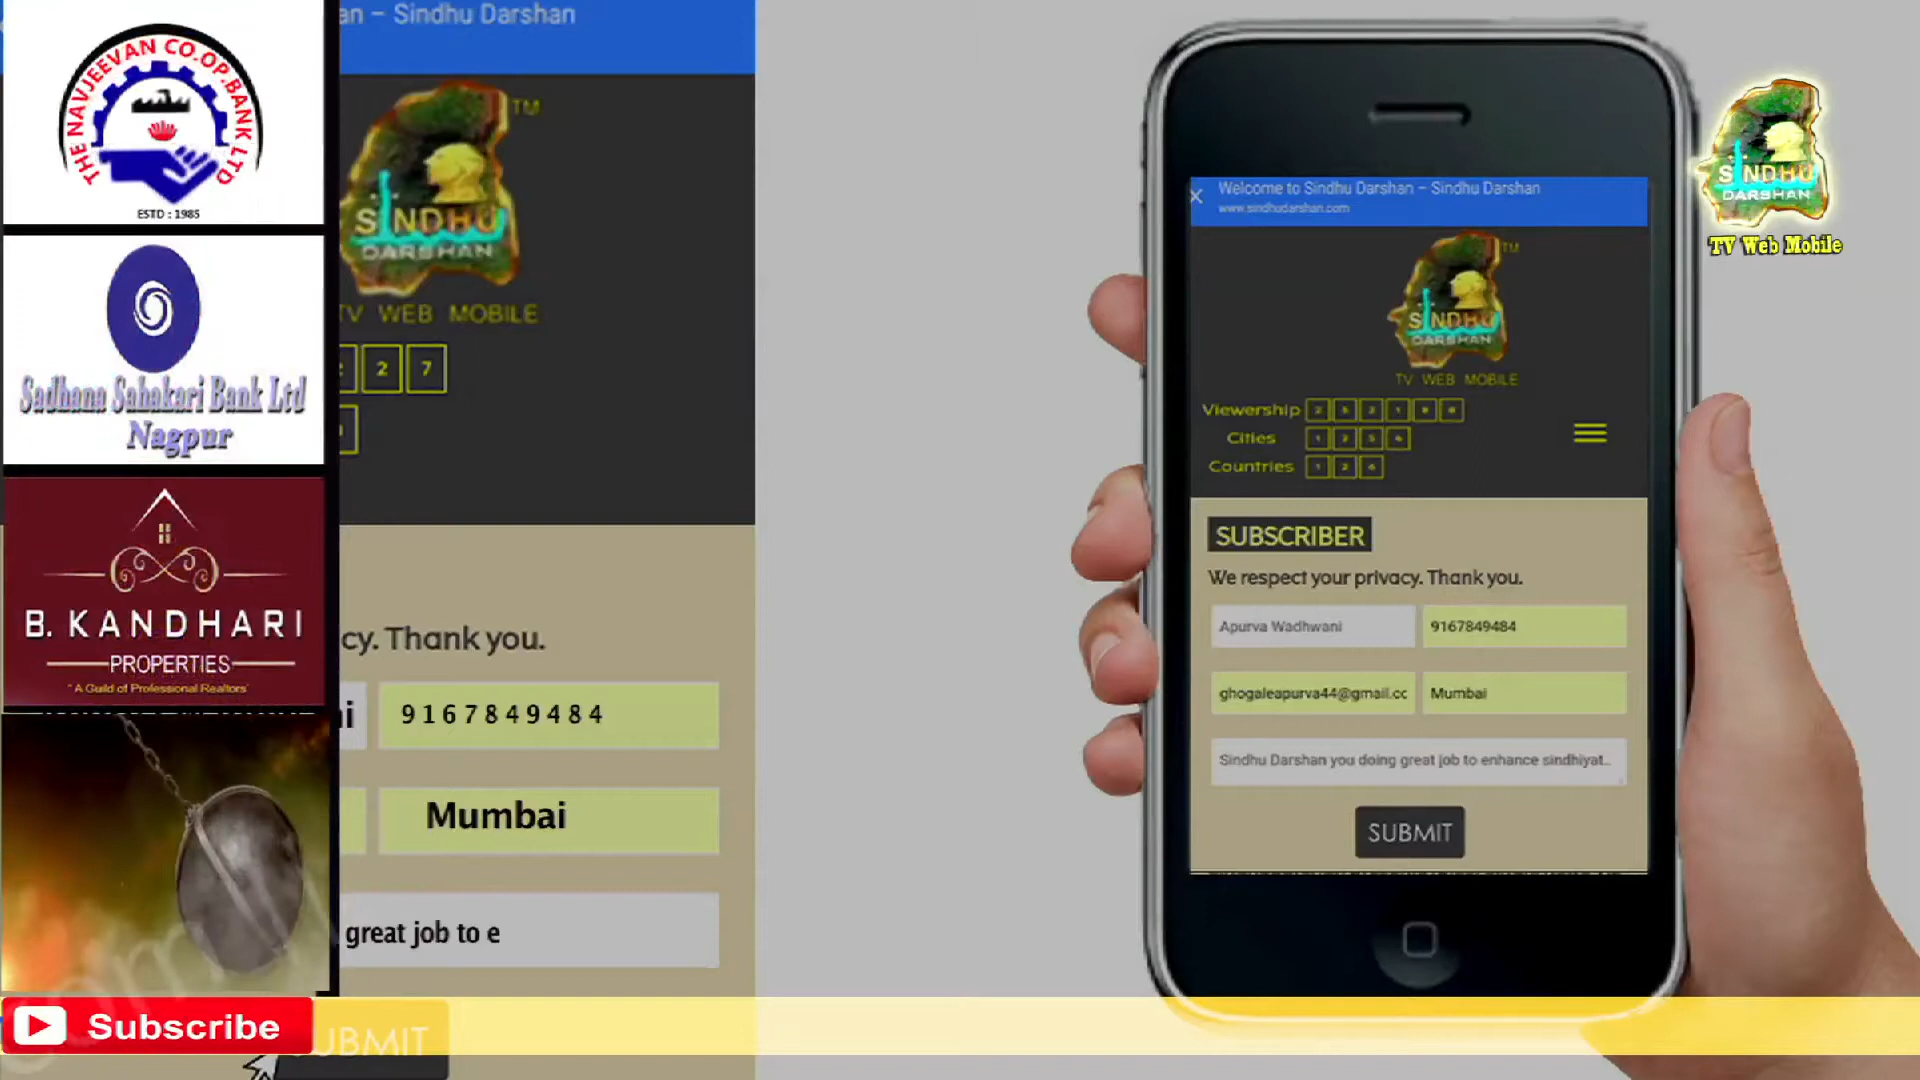 THE NAVJEEVAN CO.OP.BANK LTD
ESTD : 1985
Sadhana Sahakari Bank Ltd
Nagpur
B. KANDHARI
PROPERTIES
"A Guild of Professional Realtors"
Subscribe
an – Sindhu Darshan
TM
SINDHU
DARSHAN
TV WEB MOBILE
2 7
cy. Thank you.
ni
9167849484
Mumbai
great job to e
SUBMIT
Welcome to Sindhu Darshan – Sindhu Darshan
www.sindhudarshan.com
TM
SINDHU
DARSHAN
TV WEB MOBILE
Viewership
Cities
Countries
SUBSCRIBER
We respect your privacy. Thank you.
Apurva Wadhwani
9167849484
ghogaleapurva44@gmail.cc
Mumbai
Sindhu Darshan you doing great job to enhance sindhiyat..
SUBMIT
SINDHU
DARSHAN
TV Web Mobile